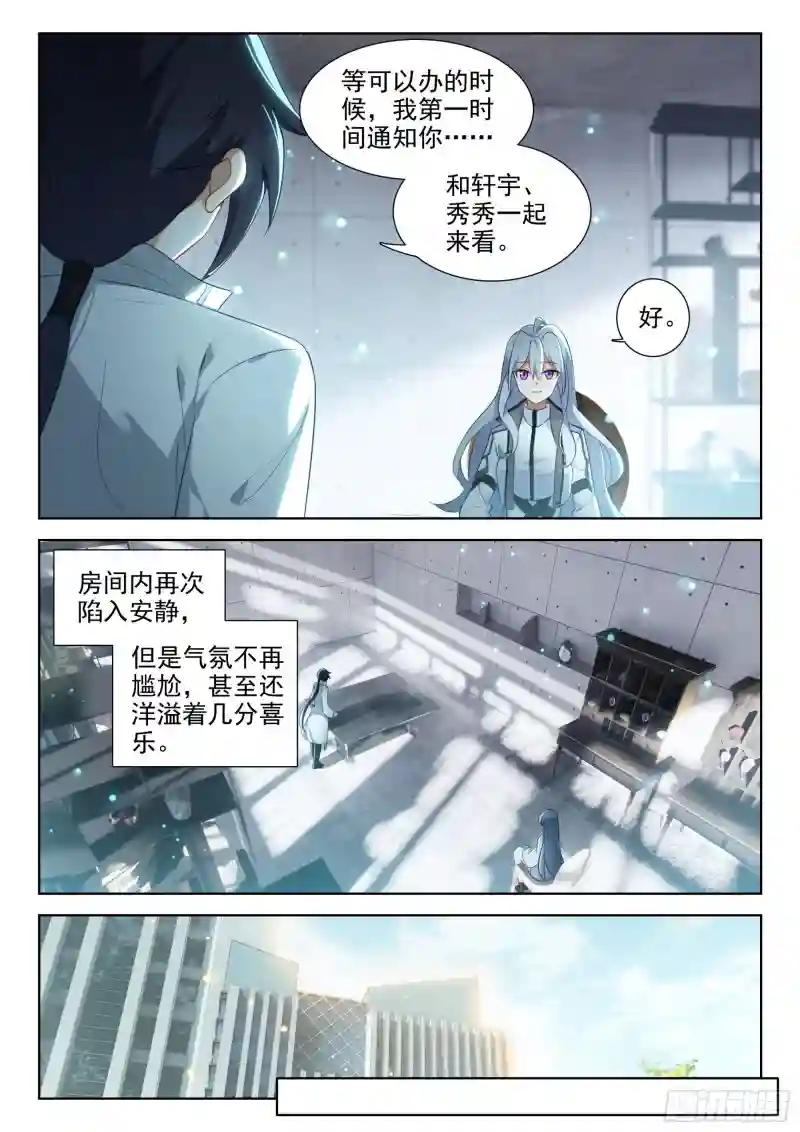 等可以办的时
候，我第一时
间通知你……
和轩宇、
秀秀一起
来看。
好。
房间内再次
陷入安静，
但是气氛不再
尴尬，甚至还
洋溢着几分喜
乐。